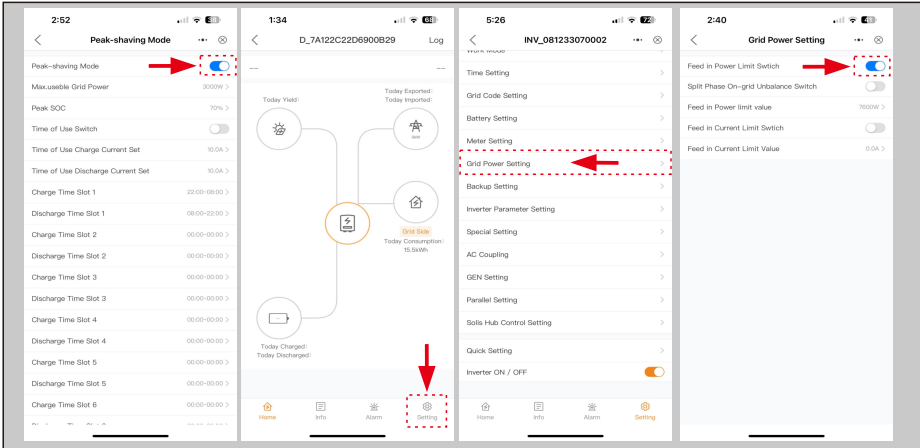 2:52
Peak-shaving Mode
Peak-shaving Mode
Max.useble Grid Power 3000W >
Peak SOC 70% >
Time of Use Switch
Time of Use Charge Current Set 10.0A >
Time of Use Discharge Current Set 10.0A >
Charge Time Slot 1 22:00-08:00 >
Discharge Time Slot 1 08:00-22:00 >
Charge Time Slot 2 00:00-00:00 >
Discharge Time Slot 2 00:00-00:00 >
Charge Time Slot 3 00:00-00:00 >
Discharge Time Slot 3 00:00-00:00 >
Charge Time Slot 4 00:00-00:00 >
Discharge Time Slot 4 00:00-00:00 >
Charge Time Slot 5 00:00-00:00 >
Discharge Time Slot 5 00:00-00:00 >
Charge Time Slot 6 00:00-00:00 >
1:34 68
D_7A122C22D6900B29 Log
-- --
Today Yield:
Today Exported:
Today Imported:
Grid Side
Today Consumption:
15.5kWh
Today Charged:
Today Discharged:
Home Info Alarm Setting
5:26 72
INV_081233070002
Work Mode
Time Setting >
Grid Code Setting >
Battery Setting >
Meter Setting >
Grid Power Setting >
Backup Setting >
Inverter Parameter Setting >
Special Setting >
AC Coupling >
GEN Setting >
Parallel Setting >
Solis Hub Control Setting >
Quick Setting >
Inverter ON / OFF
Home Info Alarm Setting
2:40
Grid Power Setting
Feed in Power Limit Swtich
Split Phase On-grid Unbalance Switch
Feed in Power limit value 7600W >
Feed in Current Limit Swtich
Feed in Current Limit Value 0.0A >